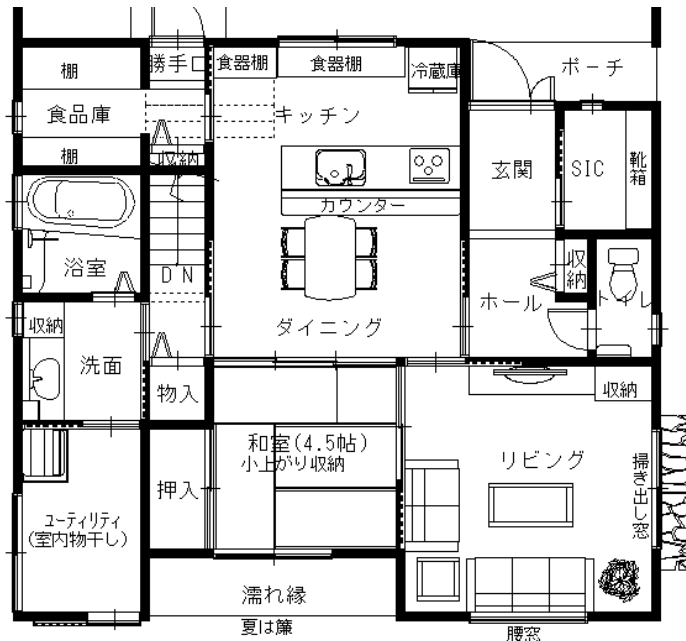 棚
勝手口
食器棚
食器棚
冷蔵庫
ポーチ
食品庫
キッチン
棚
収納
玄関
SIC
靴箱
カウンター
浴室
DN
収納
ホール
トイレ
ダイニング
収納
洗面
物入
収納
和室(4.5帖)
小上がり収納
リビング
掃き出し窓
押入
ユーティリティ
(室内物干し)
濡れ縁
夏は簾
腰窓